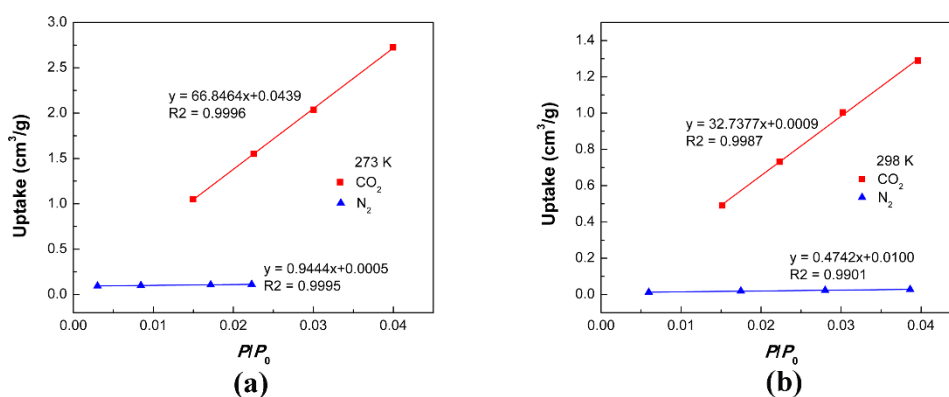 3.0
2.5
2.0
1.5
1.0
0.5
0.0
Uptake (cm³/g)
y = 66.8464x+0.0439
R2 = 0.9996
273 K
CO₂
N₂
y = 0.9444x+0.0005
R2 = 0.9995
0.00 0.01 0.02 0.03 0.04
P/P₀
(a)
1.4
1.2
1.0
0.8
0.6
0.4
0.2
0.0
Uptake (cm³/g)
y = 32.7377x+0.0009
R2 = 0.9987
298 K
CO₂
N₂
y = 0.4742x+0.0100
R2 = 0.9901
0.00 0.01 0.02 0.03 0.04
P/P₀
(b)